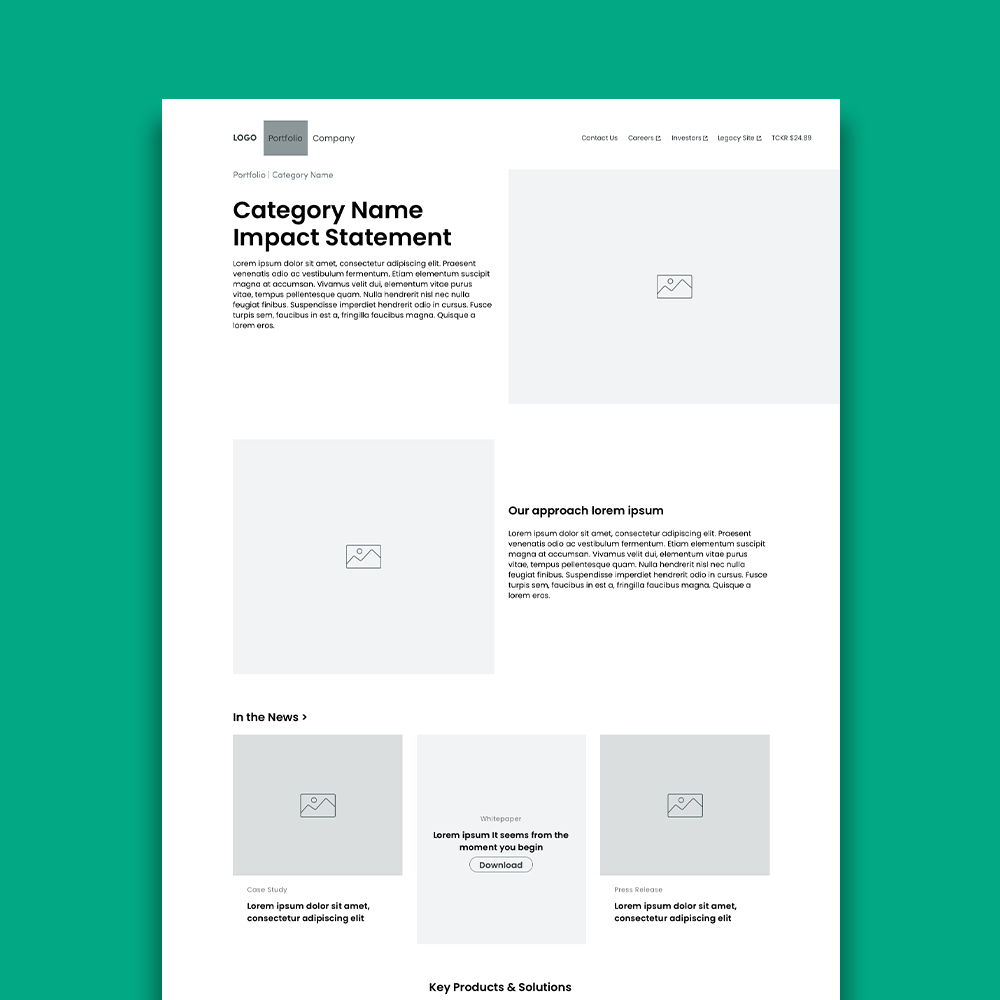 LOGO Portfolio Company Contact Us Careers Investors Legacy Site TCKR $24.89
Portfolio | Category Name
Category Name
Impact Statement
Lorem ipsum dolor sit amet, consectetur adipiscing elit. Praesent
venenatis odio ac vestibulum fermentum. Etiam elementum suscipit
magna at accumsan. Vivamus velit dui, elementum vitae purus
vitae, tempus pellentesque quam. Nulla hendrerit nisl nec nulla
feugiat finibus. Suspendisse imperdiet hendrerit odio in cursus. Fusce
turpis sem, faucibus in est a, fringilla faucibus magna. Quisque a
lorem eros.
Our approach lorem ipsum
Lorem ipsum dolor sit amet, consectetur adipiscing elit. Praesent
venenatis odio ac vestibulum fermentum. Etiam elementum suscipit
magna at accumsan. Vivamus velit dui, elementum vitae purus
vitae, tempus pellentesque quam. Nulla hendrerit nisl nec nulla
feugiat finibus. Suspendisse imperdiet hendrerit odio in cursus. Fusce
turpis sem, faucibus in est a, fringilla faucibus magna. Quisque a
lorem eros.
In the News >
Case Study
Lorem ipsum dolor sit amet,
consectetur adipiscing elit
Whitepaper
Lorem ipsum It seems from the
moment you begin
Download
Press Release
Lorem ipsum dolor sit amet,
consectetur adipiscing elit
Key Products & Solutions